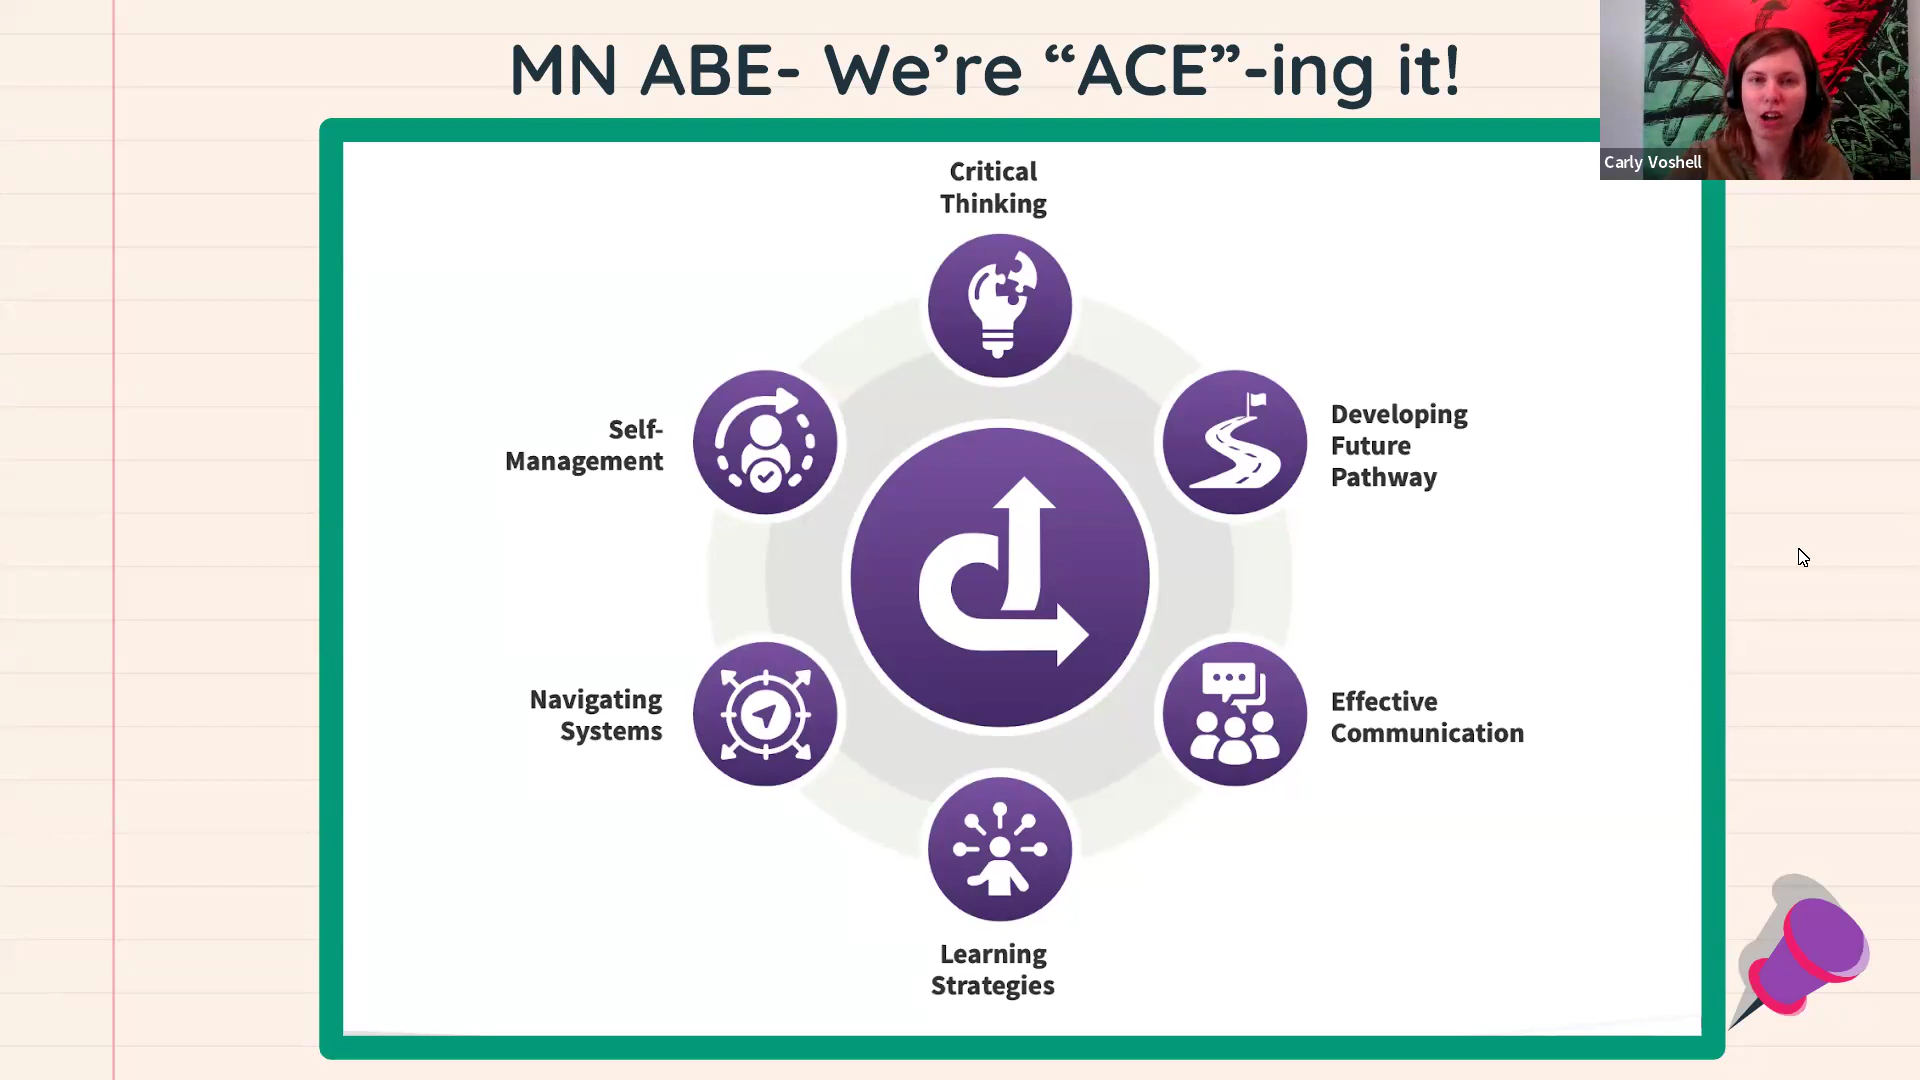 MN ABE- We’re “ACE”-ing it!
Carly Voshell
Critical
Thinking
Self-
Management
Developing
Future
Pathway
Navigating
Systems
Effective
Communication
Learning
Strategies